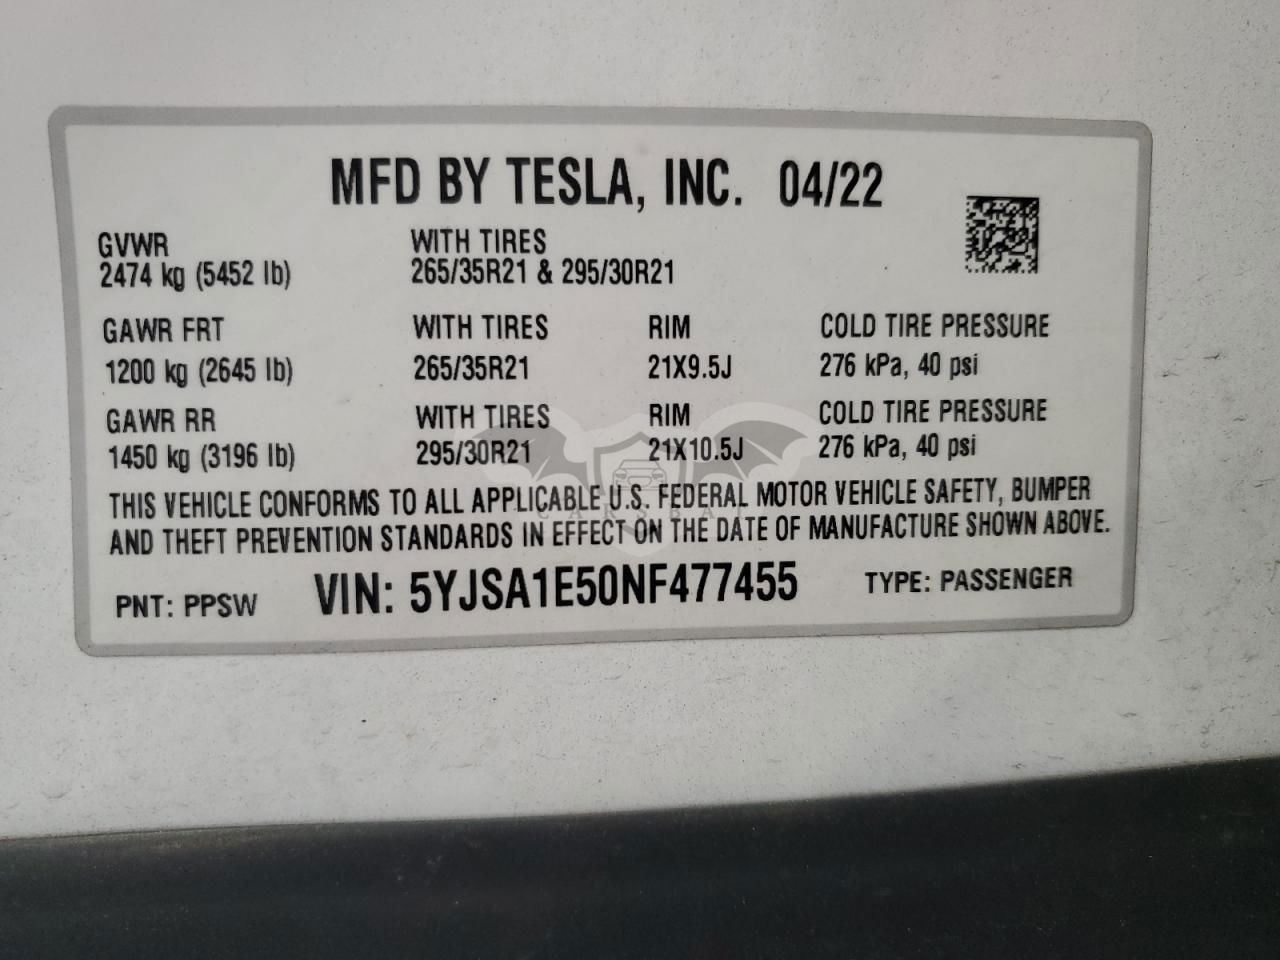 MFD BY TESLA, INC. 04/22
GVWR WITH TIRES
2474 kg (5452 lb) 265/35R21 & 295/30R21
GAWR FRT WITH TIRES RIM COLD TIRE PRESSURE
1200 kg (2645 lb) 265/35R21 21X9.5J 276 kPa, 40 psi
GAWR RR WITH TIRES RIM COLD TIRE PRESSURE
1450 kg (3196 lb) 295/30R21 21X10.5J 276 kPa, 40 psi
THIS VEHICLE CONFORMS TO ALL APPLICABLE U.S. FEDERAL MOTOR VEHICLE SAFETY, BUMPER
CARSBAT
AND THEFT PREVENTION STANDARDS IN EFFECT ON THE DATE OF MANUFACTURE SHOWN ABOVE.
PNT: PPSW VIN: 5YJSA1E50NF477455 TYPE: PASSENGER